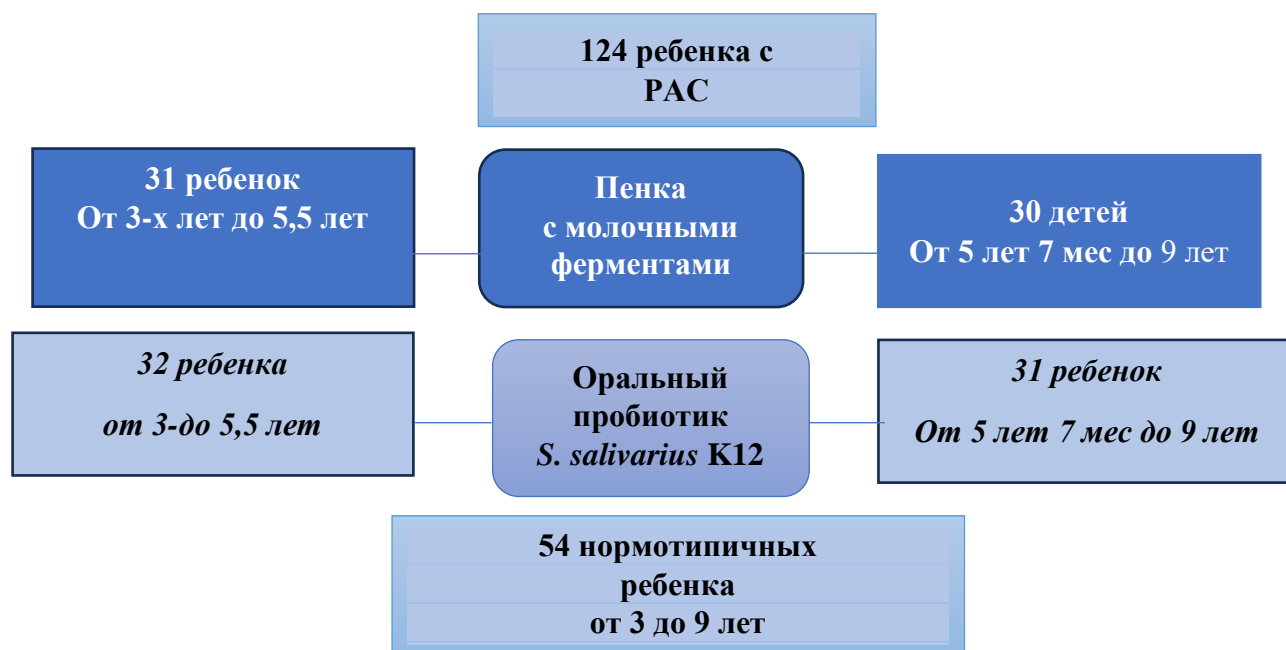 124 ребенка с
РАС
31 ребенок
От 3-х лет до 5,5 лет
Пенка
с молочными
ферментами
30 детей
От 5 лет 7 мес до 9 лет
32 ребенка
от 3-до 5,5 лет
Оральный
пробиотик
S. salivarius K12
31 ребенок
От 5 лет 7 мес до 9 лет
54 нормотипичных
ребенка
от 3 до 9 лет